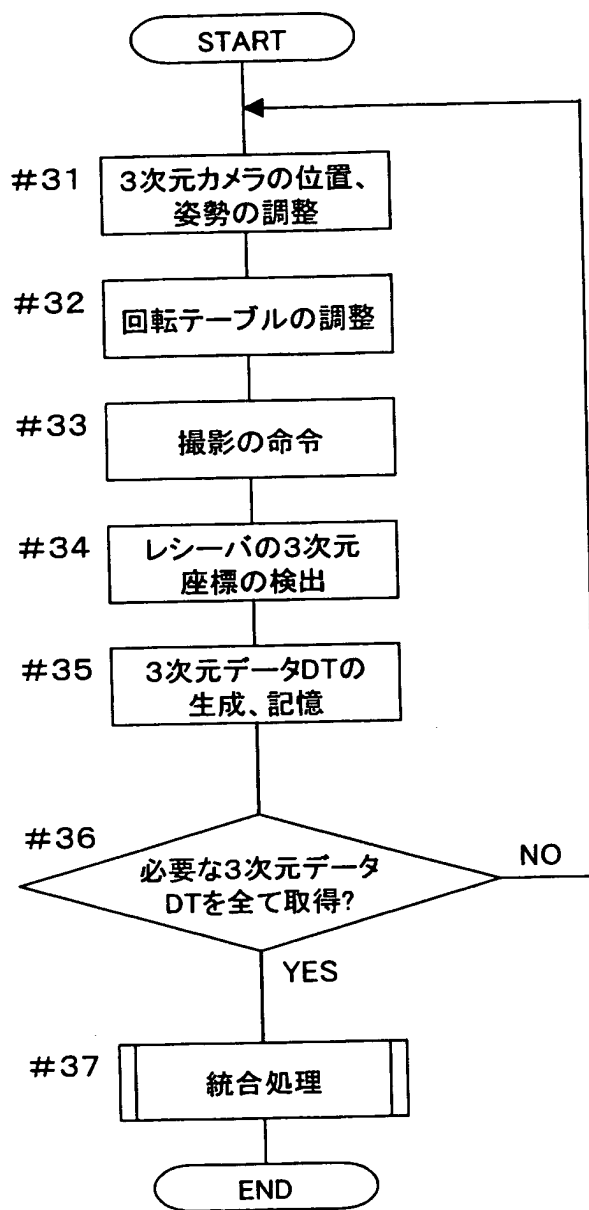 START
#31
3次元カメラの位置、
姿勢の調整
#32
回転テーブルの調整
#33
撮影の命令
#34
レシーバの3次元
座標の検出
#35
3次元データDTの
生成、記憶
#36
必要な3次元データ
DTを全て取得?
NO
YES
#37
統合処理
END